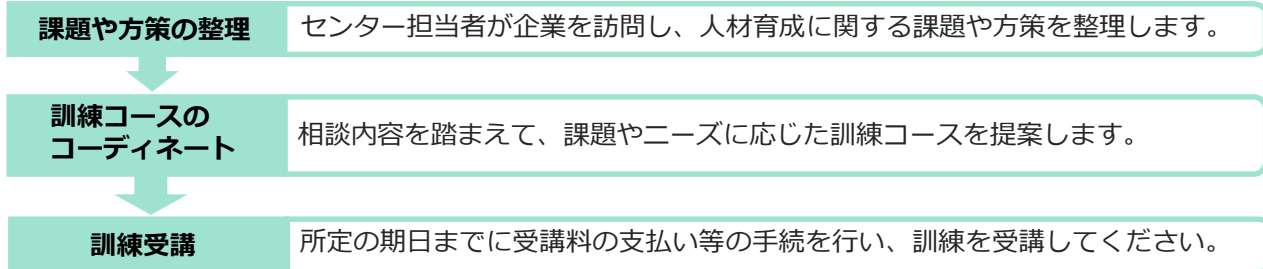 課題や方策の整理
センター担当者が企業を訪問し、人材育成に関する課題や方策を整理します。
訓練コースの
コーディネート
相談内容を踏まえて、課題やニーズに応じた訓練コースを提案します。
訓練受講
所定の期日までに受講料の支払い等の手続を行い、訓練を受講してください。